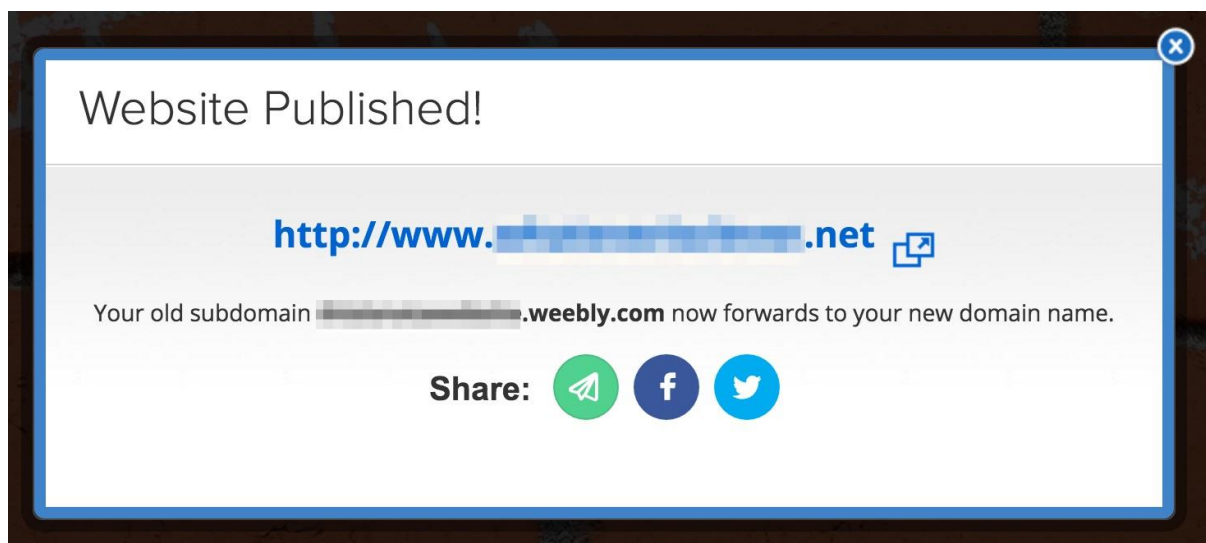 Website Published!
http://www. .net
Your old subdomain .weebly.com now forwards to your new domain name.
Share: